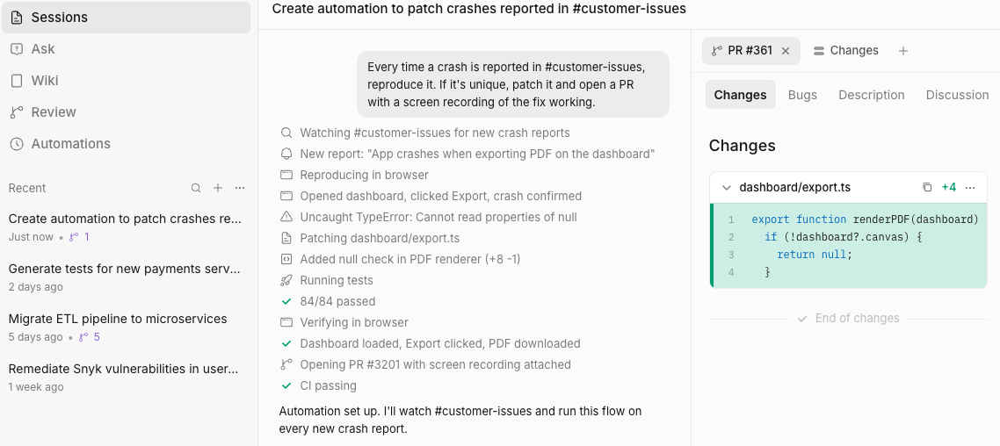 Sessions
Ask
Wiki
Review
Automations
Recent
Create automation to patch crashes re...
Just now • 1
Generate tests for new payments serv...
2 days ago
Migrate ETL pipeline to microservices
5 days ago • 5
Remediate Snyk vulnerabilities in user...
1 week ago
Create automation to patch crashes reported in #customer-issues
Every time a crash is reported in #customer-issues,
reproduce it. If it's unique, patch it and open a PR
with a screen recording of the fix working.
Watching #customer-issues for new crash reports
New report: "App crashes when exporting PDF on the dashboard"
Reproducing in browser
Opened dashboard, clicked Export, crash confirmed
Uncaught TypeError: Cannot read properties of null
Patching dashboard/export.ts
Added null check in PDF renderer (+8 -1)
Running tests
84/84 passed
Verifying in browser
Dashboard loaded, Export clicked, PDF downloaded
Opening PR #3201 with screen recording attached
CI passing
Automation set up. I'll watch #customer-issues and run this flow on
every new crash report.
PR #361
Changes
Changes Bugs Description Discussion
Changes
dashboard/export.ts +4
1 export function renderPDF(dashboard)
2 if (!dashboard?.canvas) {
3 return null;
4 }
End of changes